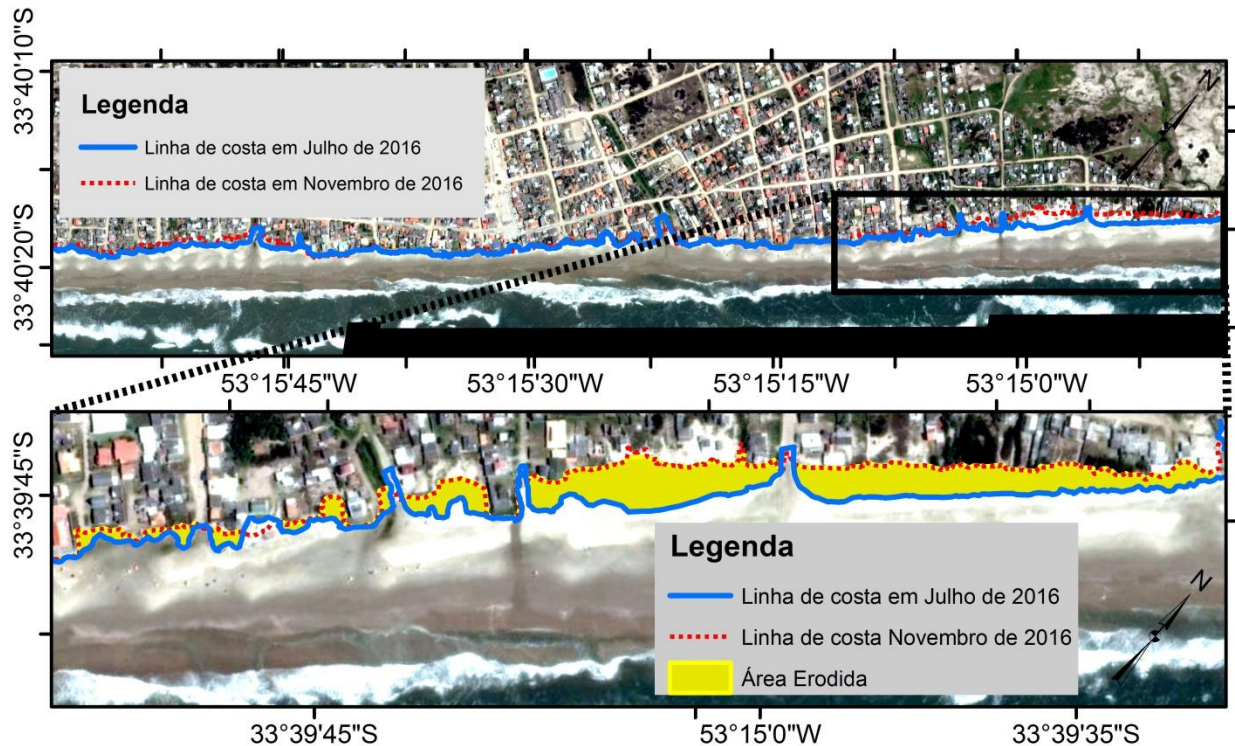 33°40'10"S
33°40'20"S
Legenda
Linha de costa em Julho de 2016
Linha de costa em Novembro de 2016
N
53°15'45"W
53°15'30"W
53°15'15"W
53°15'0"W
33°39'45"S
Legenda
Linha de costa em Julho de 2016
Linha de costa Novembro de 2016
Área Erodida
N
33°39'45"S
53°15'0"W
33°39'35"S